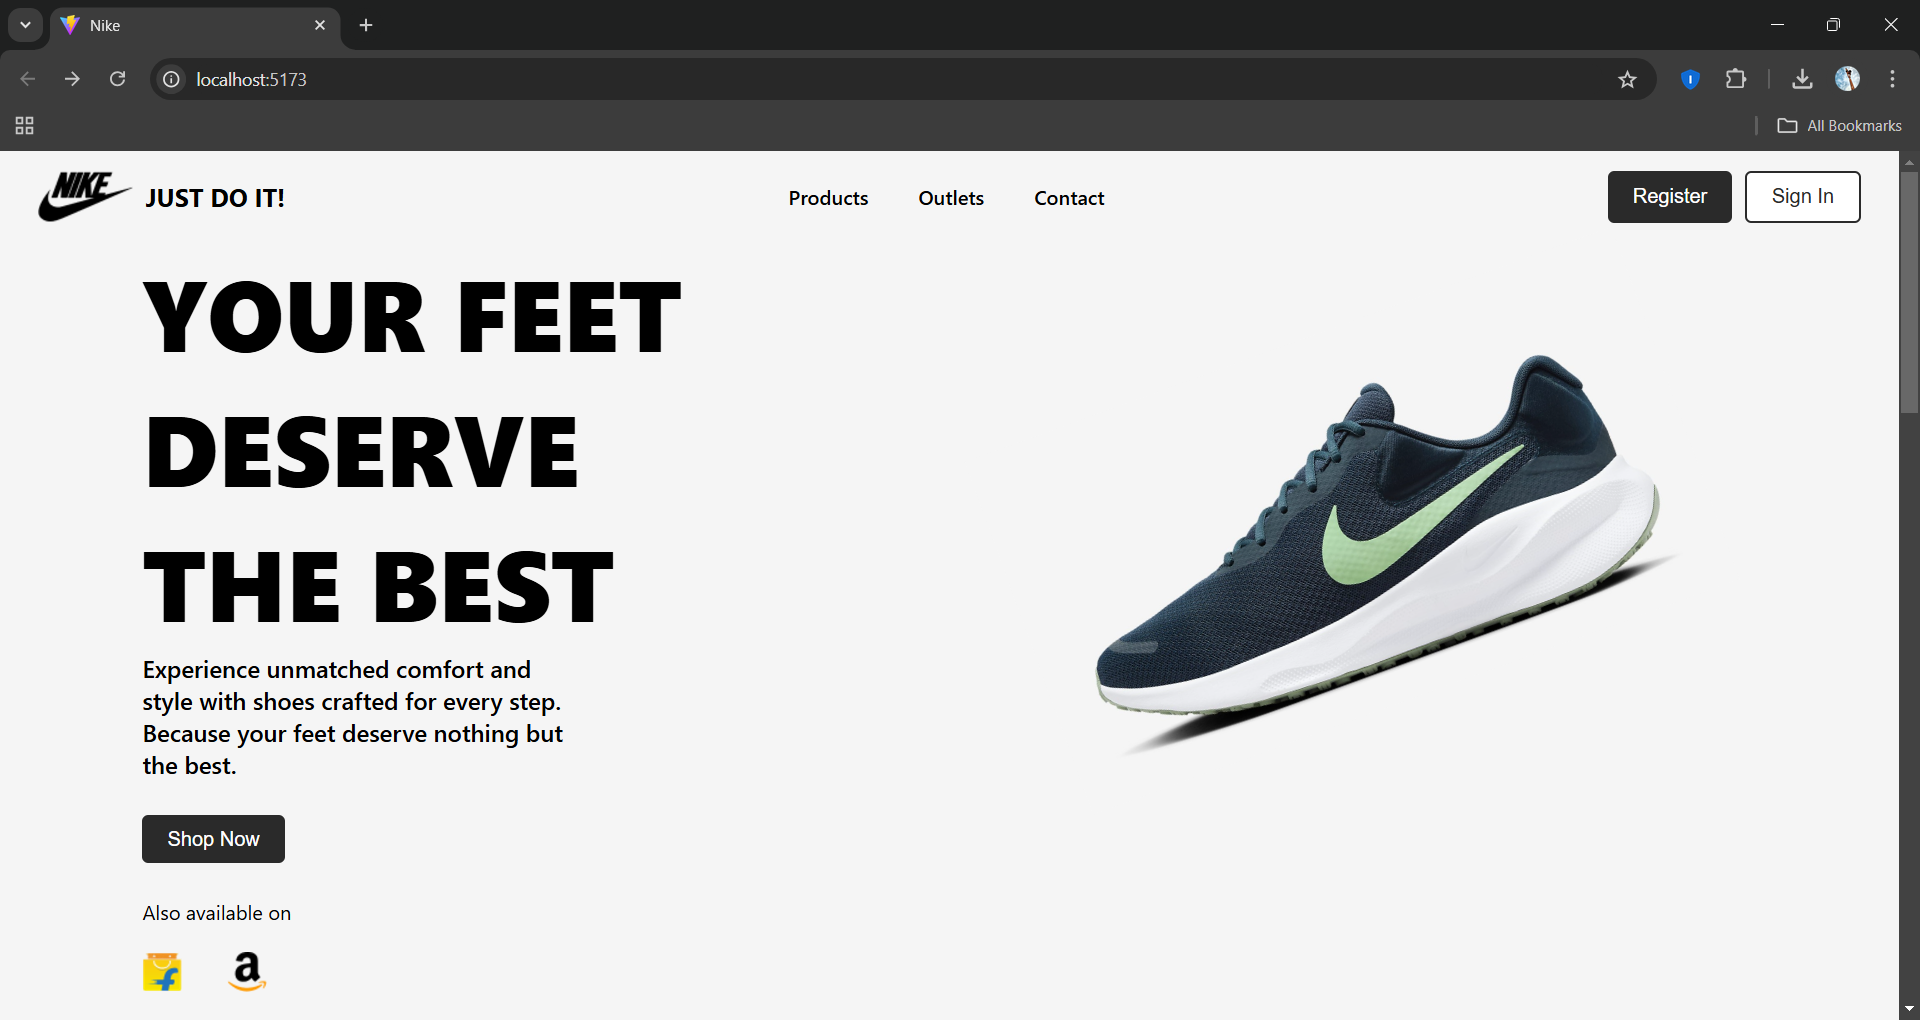 Nike
localhost:5173
All Bookmarks
NIKE
JUST DO IT!
Products
Outlets
Contact
Register
Sign In
YOUR FEET
DESERVE
THE BEST
Experience unmatched comfort and
style with shoes crafted for every step.
Because your feet deserve nothing but
the best.
Shop Now
Also available on
f
a